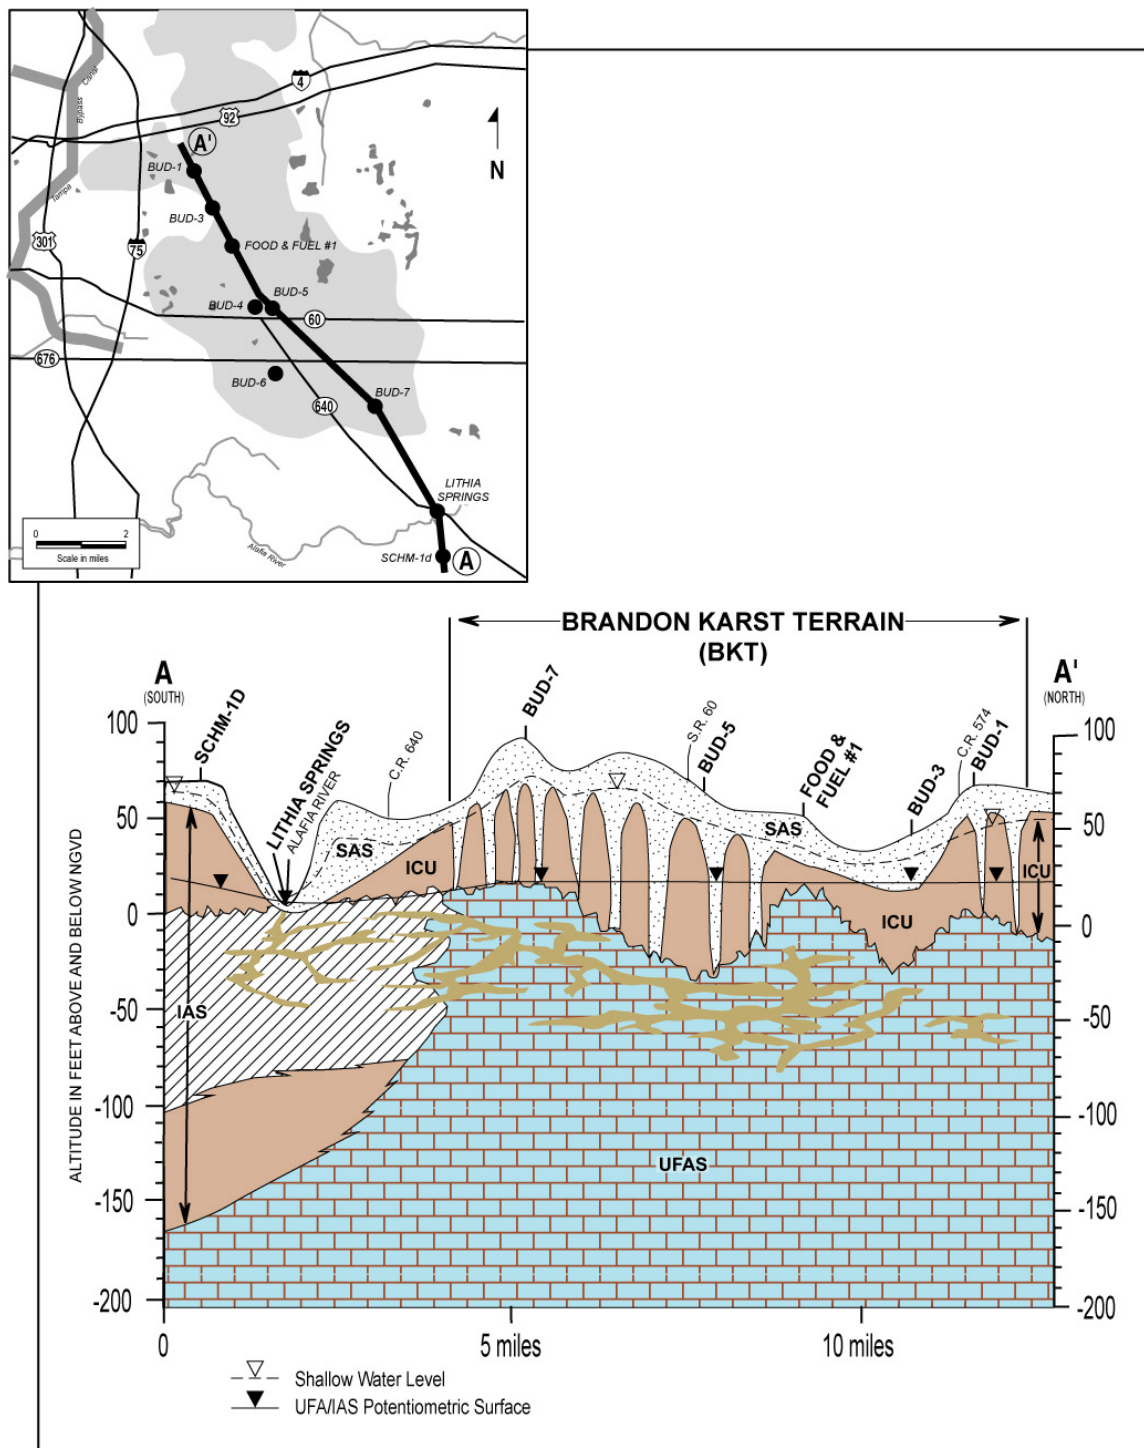 Canal
Bypass
Tampa
4
92
A'
N
BUD-1
BUD-3
301
75
FOOD & FUEL #1
BUD-5
BUD-4
60
676
BUD-6
BUD-7
640
LITHIA
SPRINGS
0 2
Scale in miles
Alafia River
SCHM-1d
A
BRANDON KARST TERRAIN
(BKT)
A
(SOUTH)
A'
(NORTH)
SCHM-1D
LITHIA SPRINGS
ALAFIA RIVER
C.R. 640
BUD-7
S.R. 60
BUD-5
FOOD &
FUEL #1
BUD-3
C.R. 574
BUD-1
100
50
0
-50
-100
-150
-200
ALTITUDE IN FEET ABOVE AND BELOW NGVD
100
50
0
-50
-100
-150
-200
SAS
SAS
ICU
ICU
ICU
IAS
UFAS
0
5 miles
10 miles
Shallow Water Level
UFA/IAS Potentiometric Surface